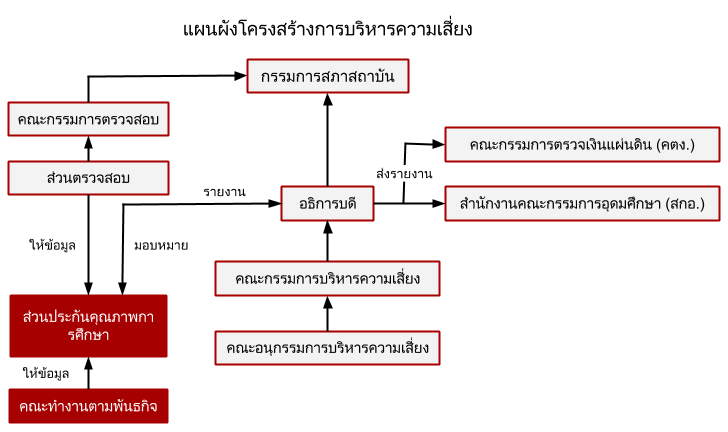 แผนผังโครงสร้างการบริหารความเสี่ยง
กรรมการสภาสถาบัน
คณะกรรมการตรวจสอบ
คณะกรรมการตรวจเงินแผ่นดิน (คตง.)
ส่วนตรวจสอบ
ส่งรายงาน
รายงาน
อธิการบดี
สำนักงานคณะกรรมการอุดมศึกษา (สกอ.)
ให้ข้อมูล
มอบหมาย
คณะกรรมการบริหารความเสี่ยง
ส่วนประกันคุณภาพกา
รศึกษา
คณะอนุกรรมการบริหารความเสี่ยง
ให้ข้อมูล
คณะทำงานตามพันธกิจ